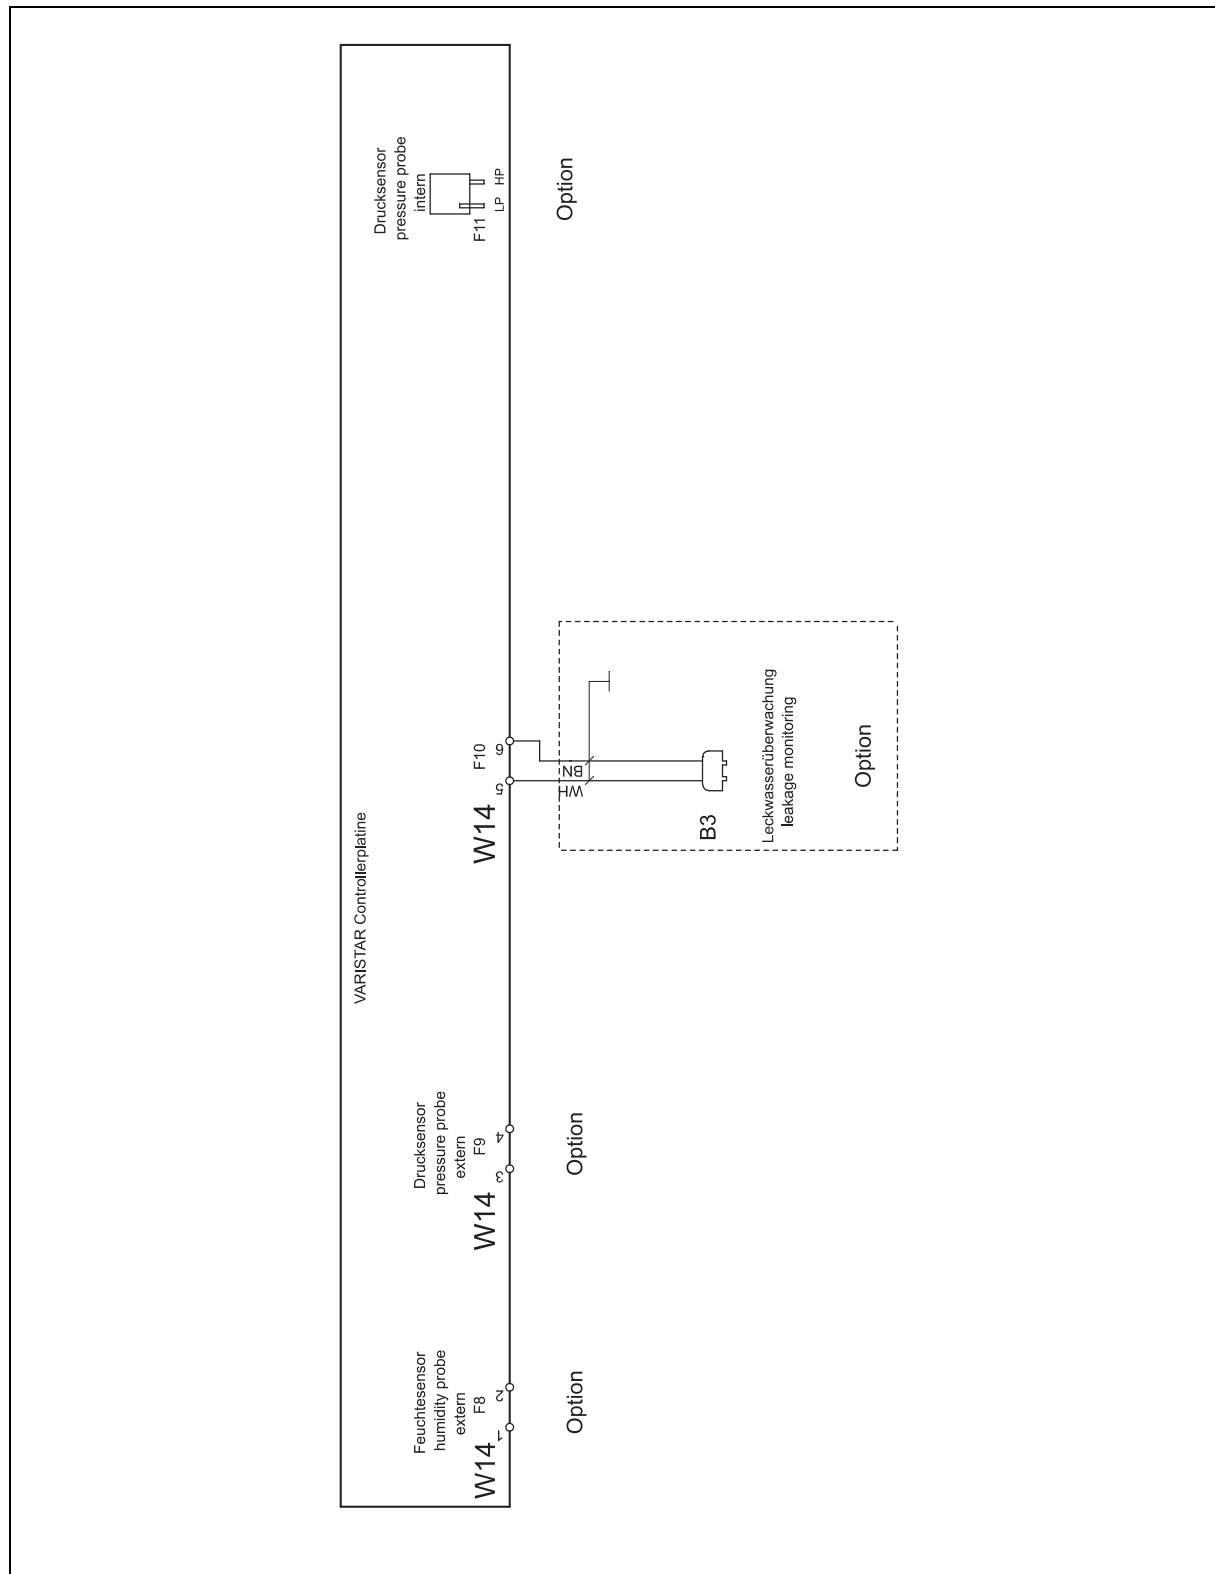 VARISTAR Controllerplatine
Feuchtesensor
humidity probe
extern
F8
W14
1
2
Option
Drucksensor
pressure probe
extern
F9
W14
3
4
Option
F10
W14
5
6
WH
BN
B3
Leckwasserüberwachung
leakage monitoring
Option
Drucksensor
pressure probe
intern
F11
LP HP
Option